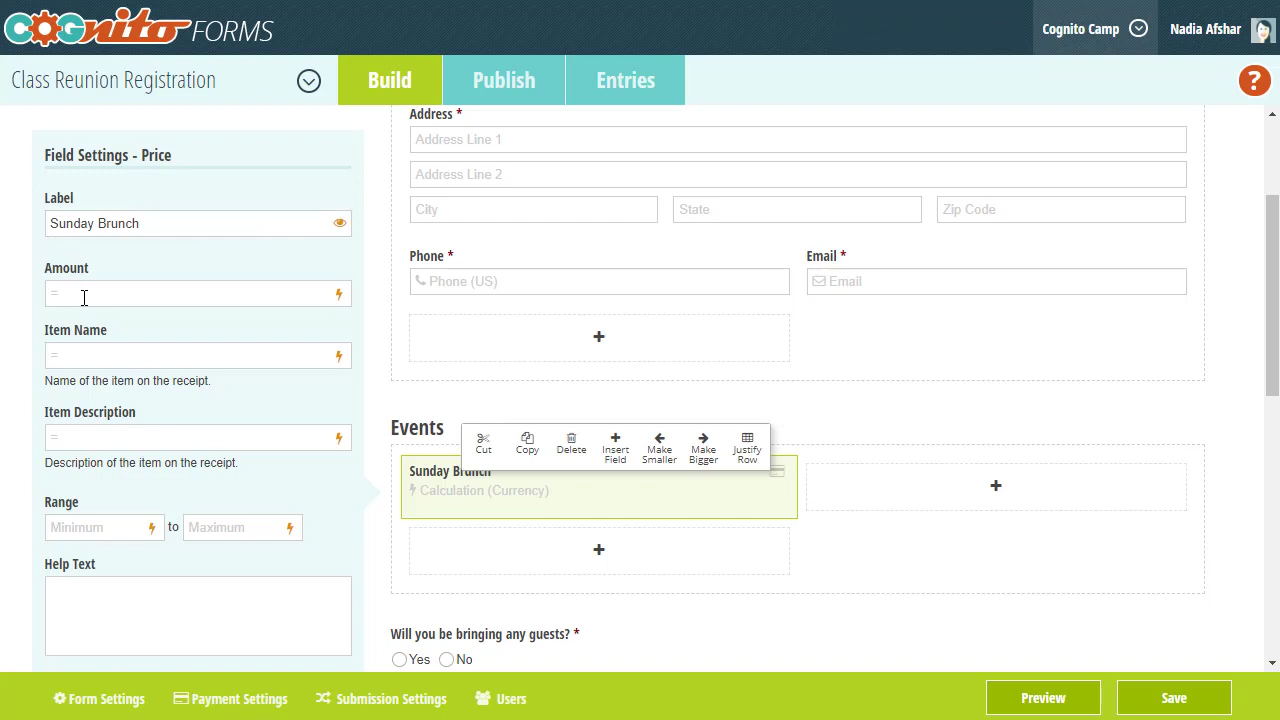 COGNITO FORMS
Cognito Camp
Nadia Afshar
Class Reunion Registration
Build
Publish
Entries
?
Field Settings - Price
Label
Sunday Brunch
Amount
=
Item Name
=
Name of the item on the receipt.
Item Description
=
Description of the item on the receipt.
Range
Minimum to Maximum
Help Text
Address *
Address Line 1
Address Line 2
City State Zip Code
Phone * Email *
Phone (US) Email
Events
Cut Copy Delete Insert Field Make Smaller Make Bigger Justify Row
Sunday Brunch
Calculation (Currency)
Will you be bringing any guests? *
Yes No
Form Settings Payment Settings Submission Settings Users
Preview Save